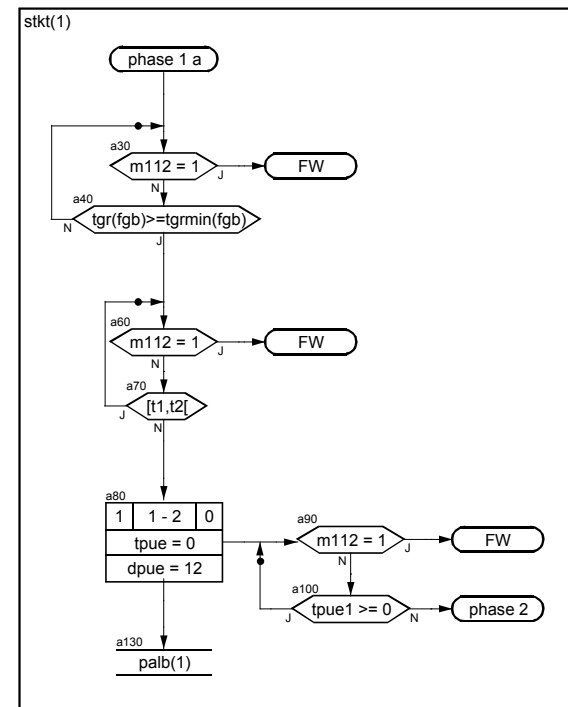 stkt(1)
phase 1 a
a30
m112 = 1
J
FW
N
a40
tgr(fgb)>=tgrmin(fgb)
N
J
a60
m112 = 1
J
FW
N
a70
[t1,t2[
J
N
a80
1 1 - 2 0
tpue = 0
dpue = 12
a90
m112 = 1
J
FW
N
a100
tpue1 >= 0
J
N
phase 2
a130
palb(1)